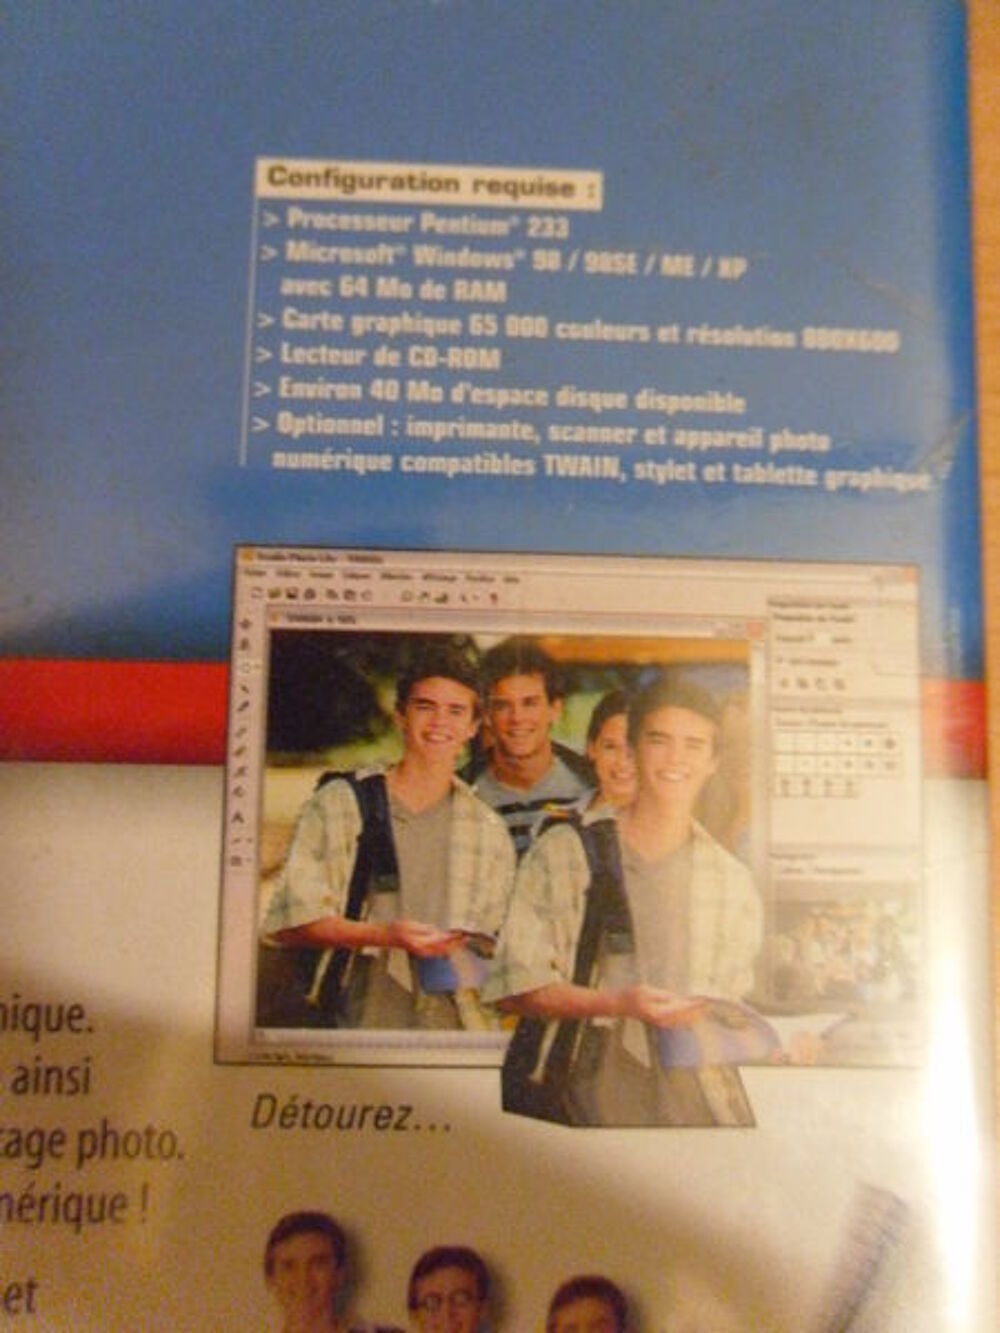 Configuration requise :
> Processeur Pentium® 233
> Microsoft® Windows® 98 / 98SE / ME / XP
avec 64 Mo de RAM
> Carte graphique 65 000 couleurs et résolution 800X600
> Lecteur de CD-ROM
> Environ 40 Mo d'espace disque disponible
> Optionnel : imprimante, scanner et appareil photo
numérique compatibles TWAIN, stylet et tablette graphique
nique.
ainsi
cage photo.
mérique !
et
Détourez...